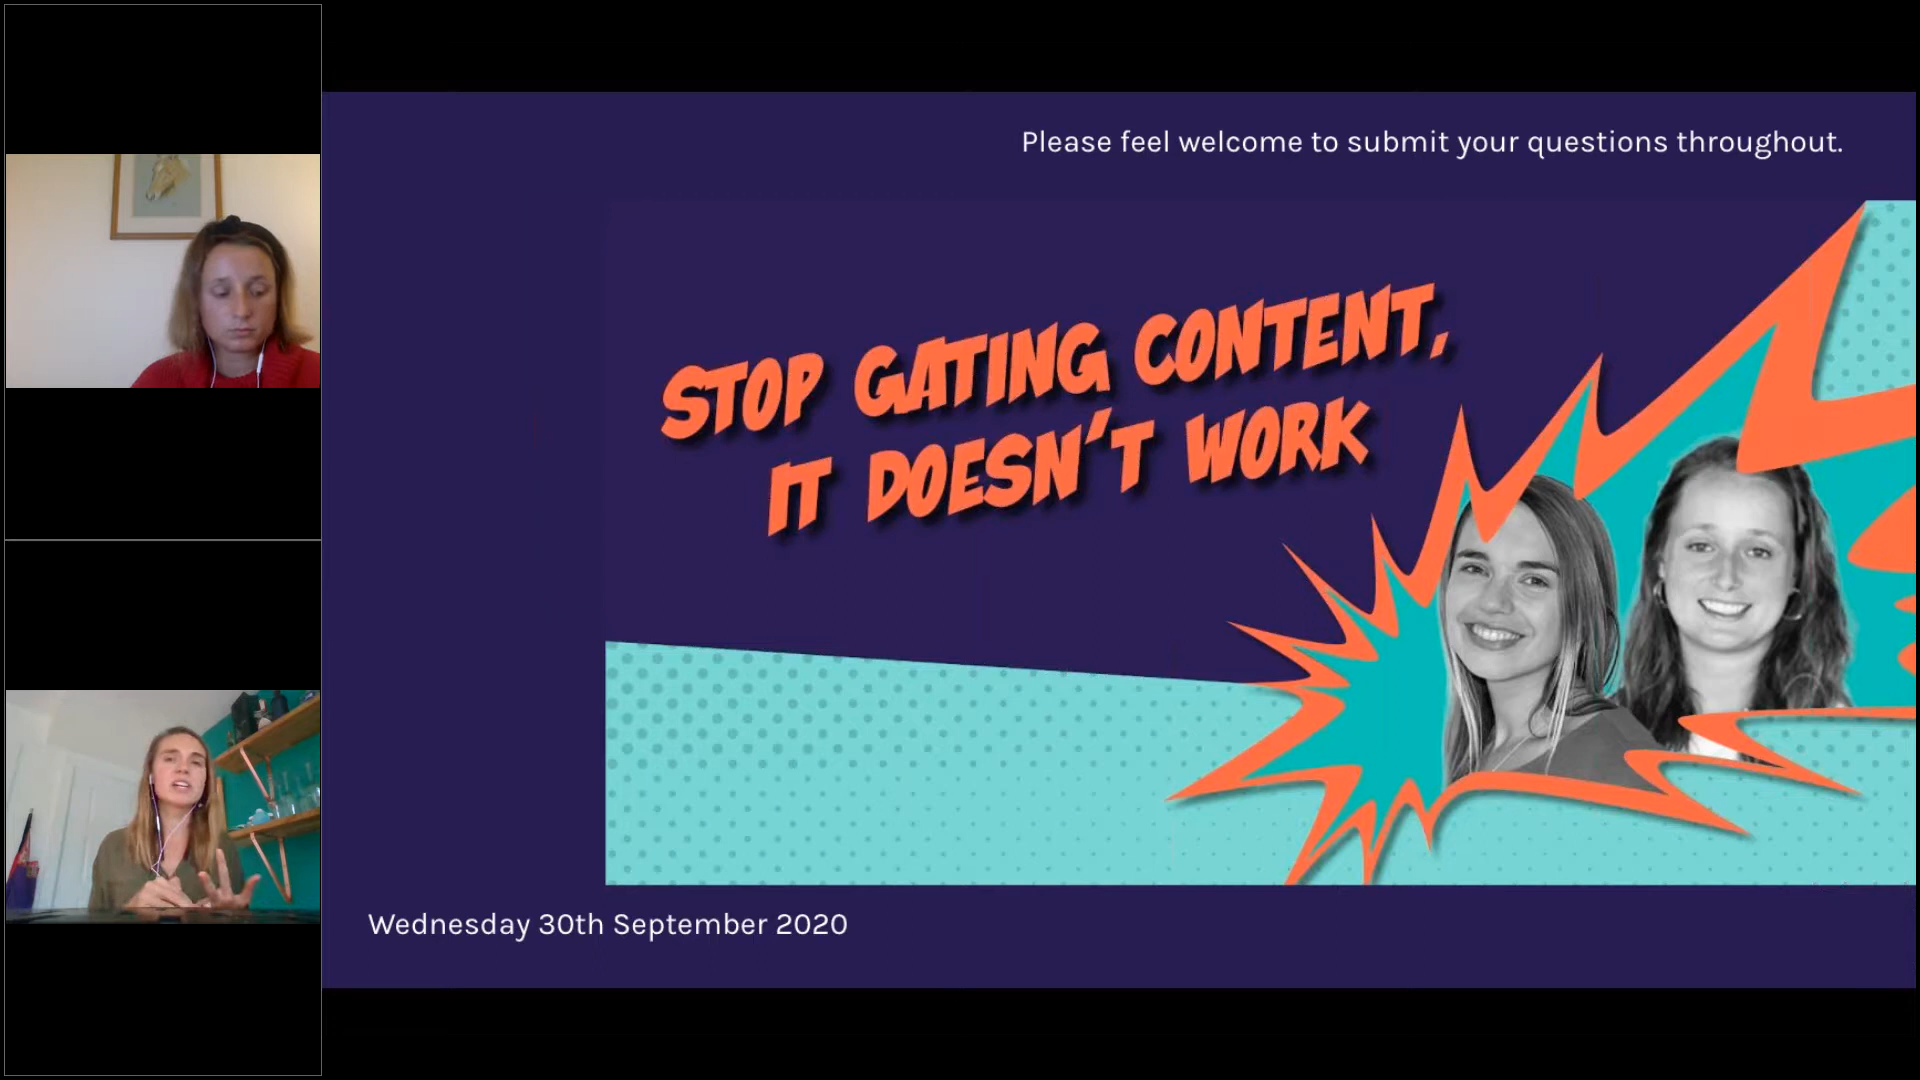 Please feel welcome to submit your questions throughout.
STOP GATING CONTENT,
IT DOESN'T WORK
Wednesday 30th September 2020